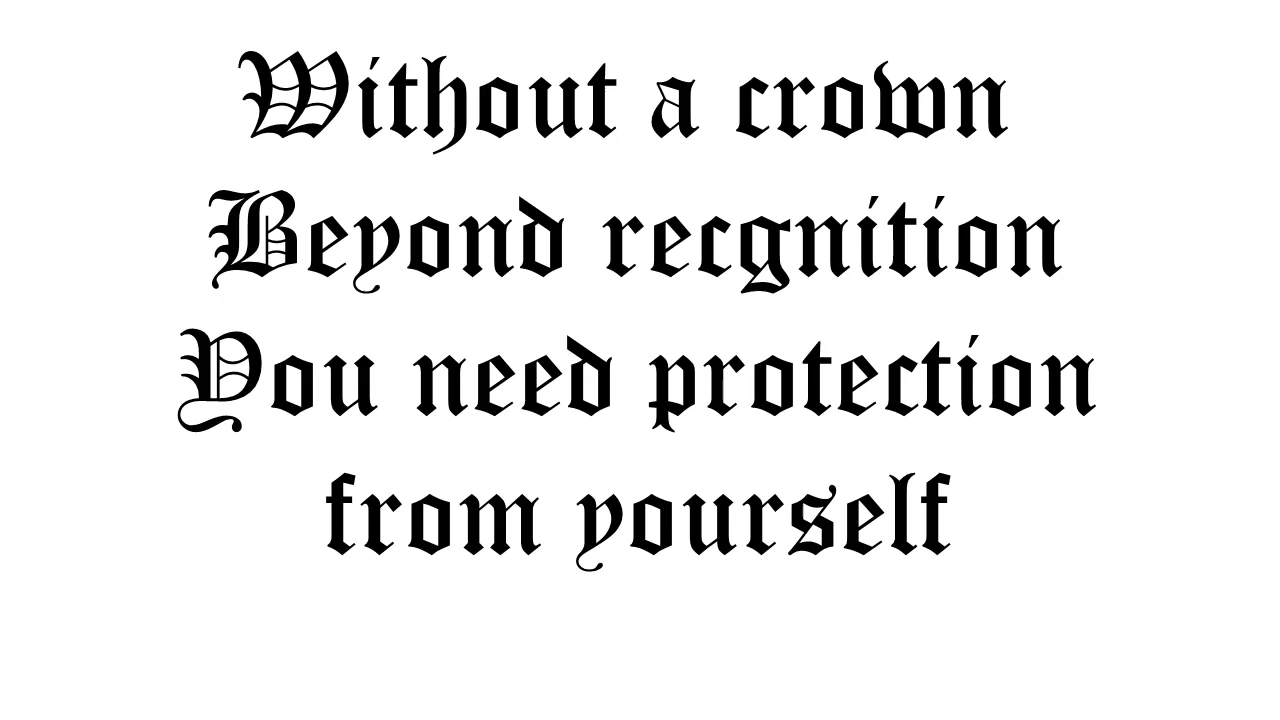 Without a crown
Beyond recgnition
You need protection
from yourself